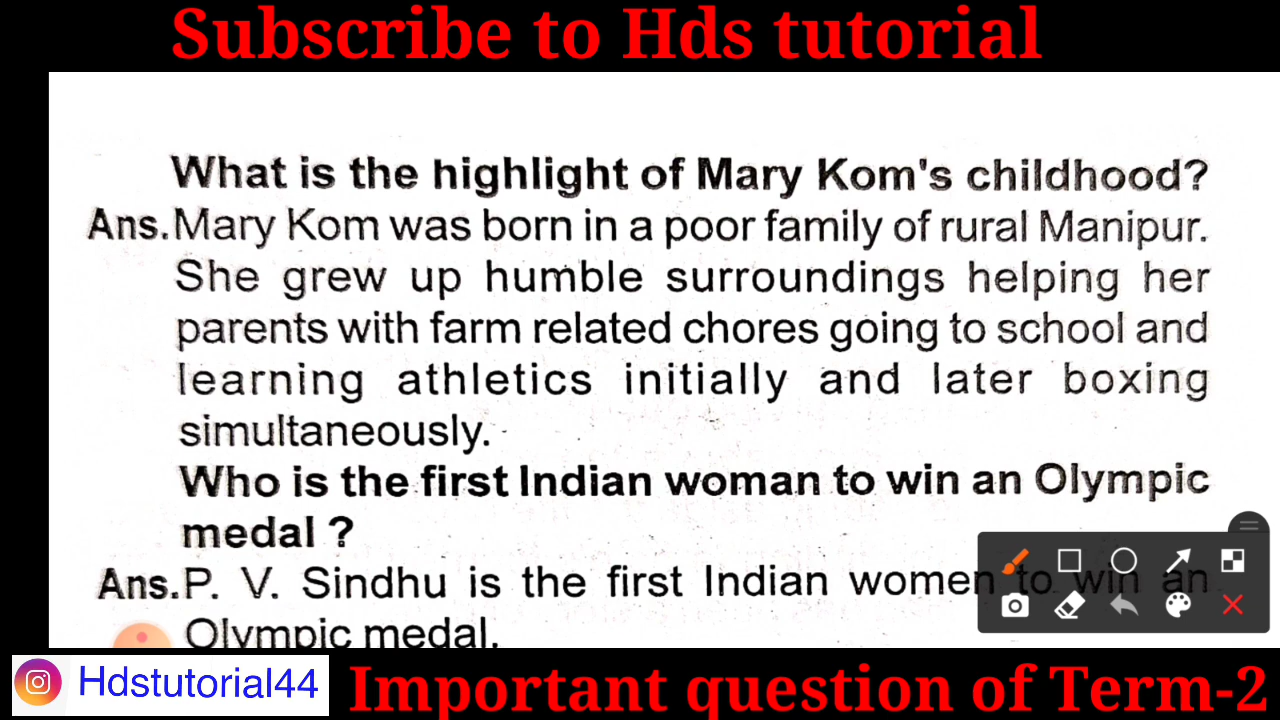 Subscribe to Hds tutorial
What is the highlight of Mary Kom's childhood?
Ans. Mary Kom was born in a poor family of rural Manipur.
She grew up humble surroundings helping her
parents with farm related chores going to school and
learning athletics initially and later boxing
simultaneously.
Who is the first Indian woman to win an Olympic
medal ?
Ans. P. V. Sindhu is the first Indian women to win an
Olympic medal.
Hdstutorial44
Important question of Term-2